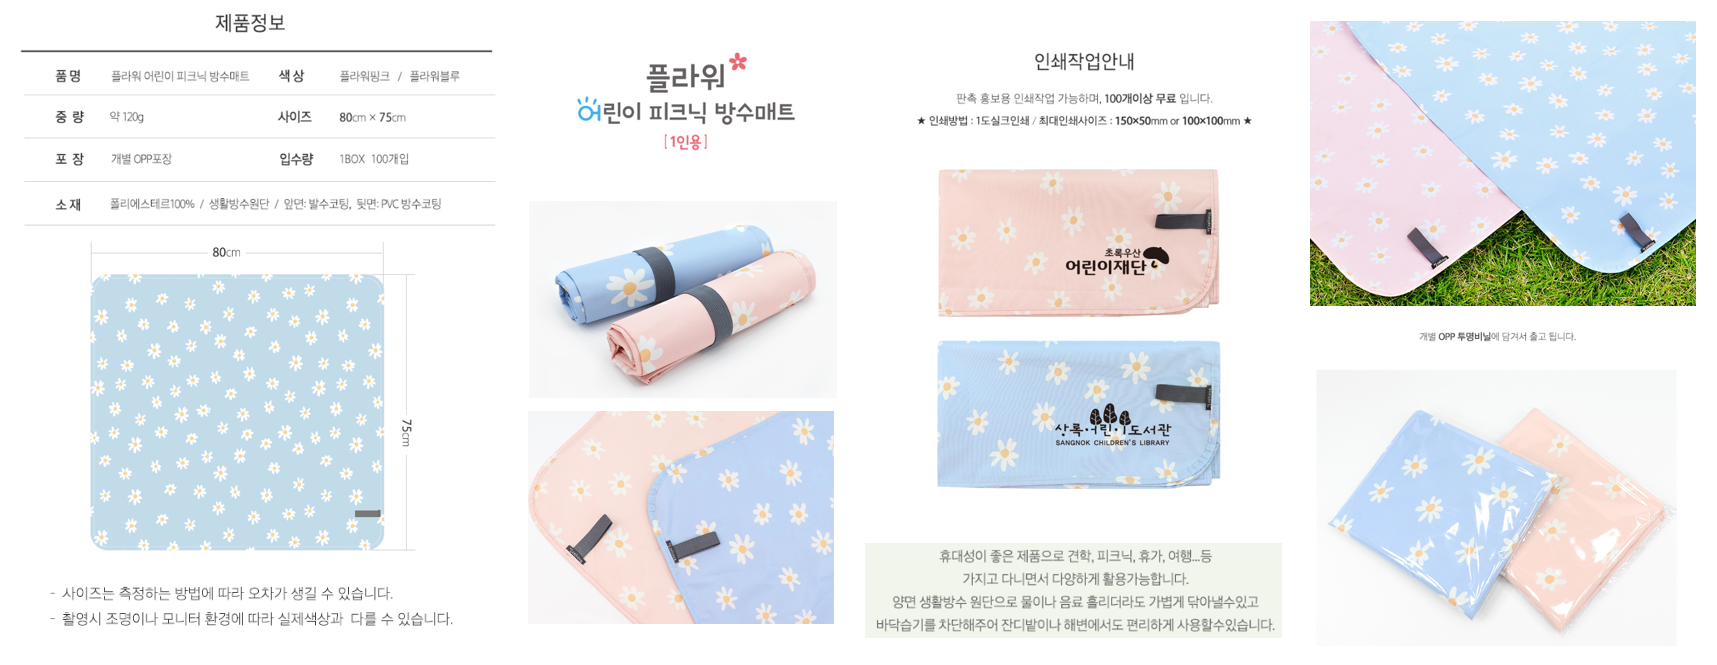 제품정보
품명 플라워 어린이 피크닉 방수매트 색상 플라워핑크 / 플라워블루
중량 약 120g 사이즈 80cm × 75cm
포장 개별 OPP포장 입수량 1BOX 100개입
소재 폴리에스테르100% / 생활방수원단 / 앞면: 발수코팅, 뒷면: PVC 방수코팅
80cm
75cm
- 사이즈는 측정하는 방법에 따라 오차가 생길 수 있습니다.
- 촬영시 조명이나 모니터 환경에 따라 실제색상과 다를 수 있습니다.
플라워
어린이 피크닉 방수매트
[1인용]
인쇄작업안내
판촉 홍보용 인쇄작업 가능하며, 100개이상 무료 입니다.
★ 인쇄방법 : 1도실크인쇄 / 최대인쇄사이즈 : 150×50mm or 100×100mm ★
초록우산
어린이재단
상록·어린이도서관
SANGNOK CHILDREN'S LIBRARY
휴대성이 좋은 제품으로 견학, 피크닉, 휴가, 여행...등
가지고 다니면서 다양하게 활용가능합니다.
양면 생활방수 원단으로 물이나 음료 흘리더라도 가볍게 닦아낼수있고
바닥습기를 차단해주어 잔디밭이나 해변에서도 편리하게 사용할수있습니다.
개별 OPP 투명비닐에 담겨서 출고 됩니다.